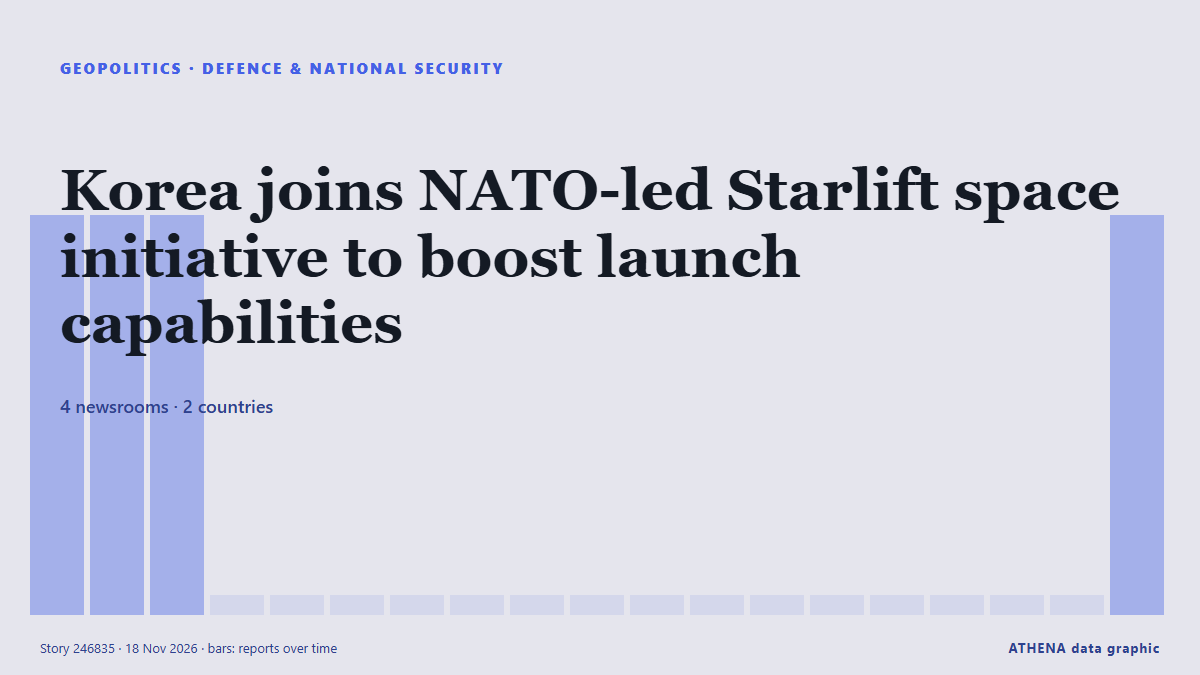 GEOPOLITICS · DEFENCE & NATIONAL SECURITY
Korea joins NATO-led Starlift space
initiative to boost launch
capabilities
4 newsrooms · 2 countries
Story 246835 · 18 Nov 2026 · bars: reports over time
ATHENA data graphic